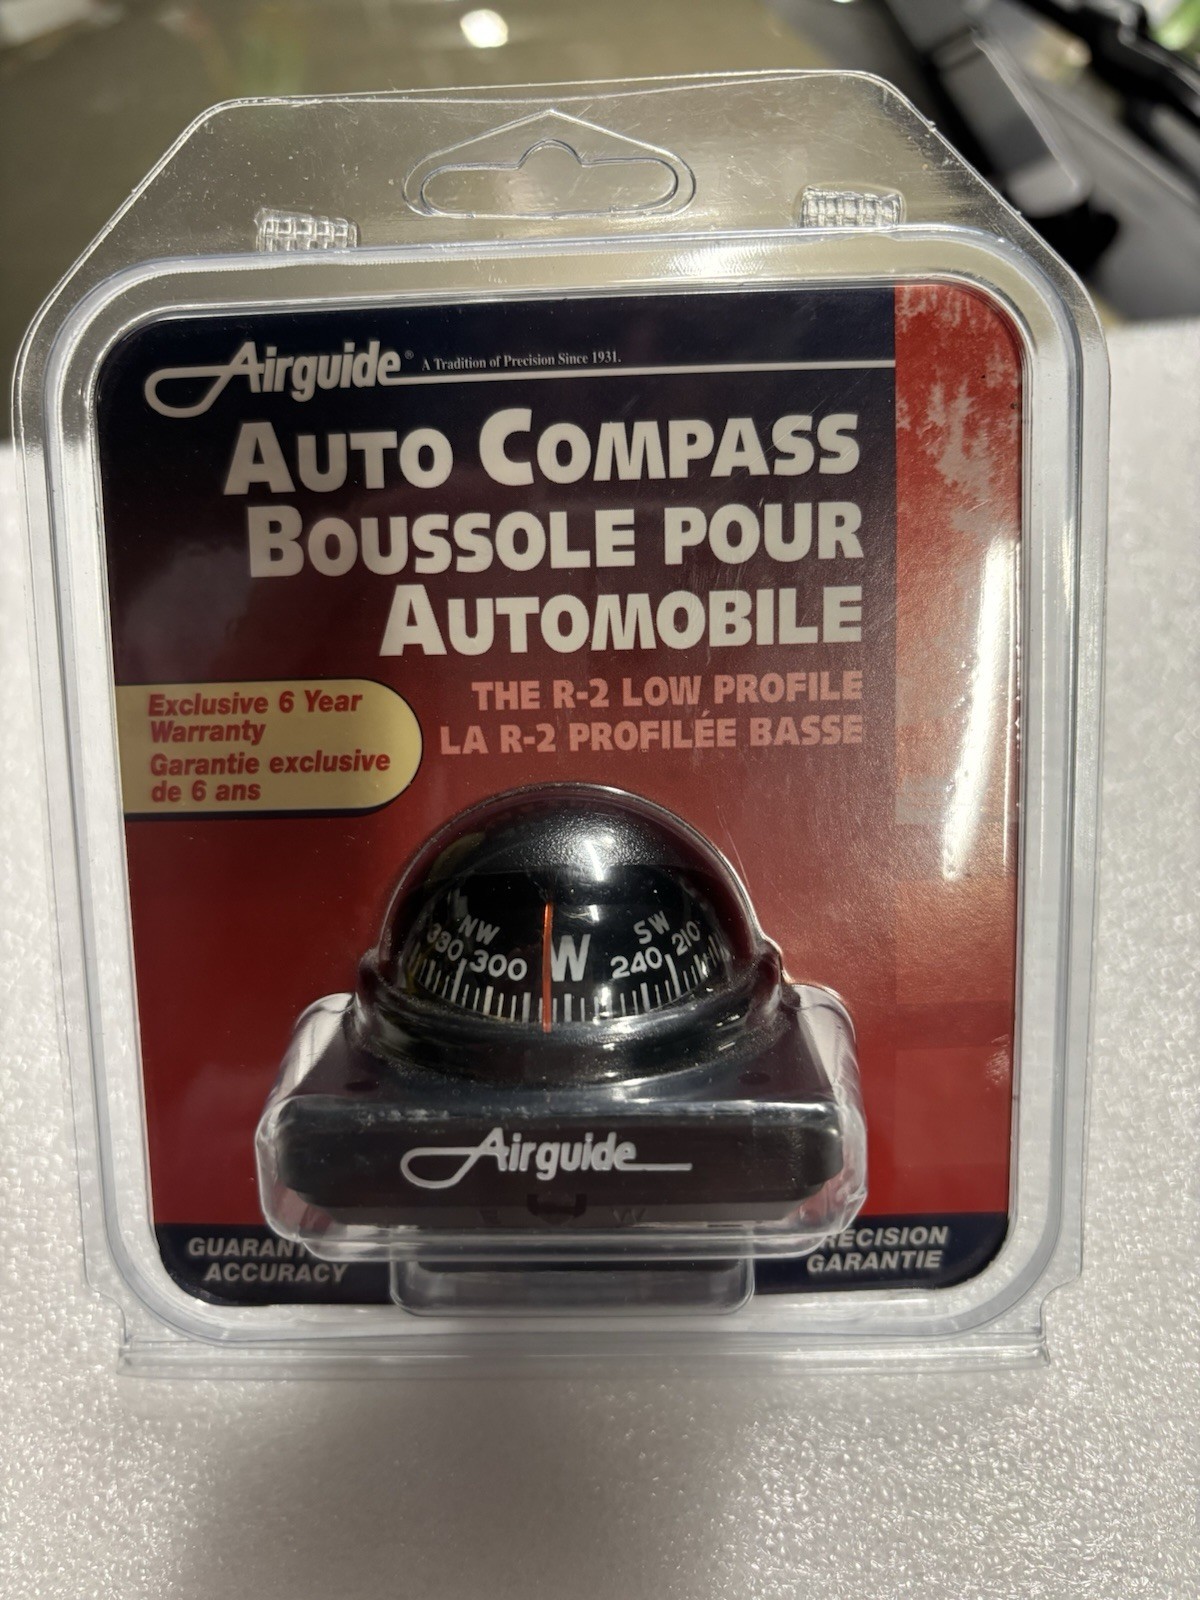 Airguide® A Tradition of Precision Since 1931.
AUTO COMPASS
BOUSSOLE POUR
AUTOMOBILE
THE R-2 LOW PROFILE
LA R-2 PROFILÉE BASSE
Exclusive 6 Year
Warranty
Garantie exclusive
de 6 ans
NW W SW
330 300 240 210
Airguide
ACCURACY
GARANTIE